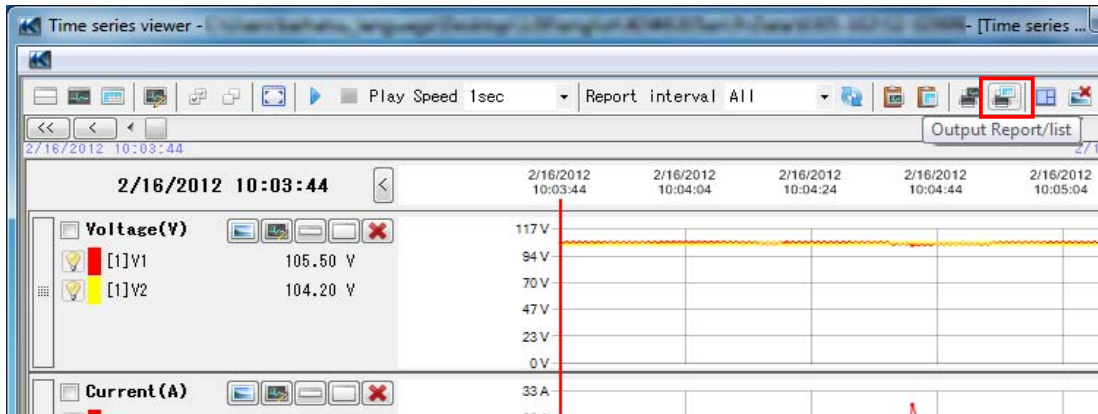 Time series viewer - - [Time series ...
Play Speed 1sec Report interval All
<< < Output Report/list
2/16/2012 10:03:44
2/16/2012 10:03:44 <
2/16/2012 2/16/2012 2/16/2012 2/16/2012 2/16/2012
10:03:44 10:04:04 10:04:24 10:04:44 10:05:04
Voltage(V)
[1]V1 105.50 V
[1]V2 104.20 V
117 V
94 V
70 V
47 V
23 V
0 V
Current(A)
33 A